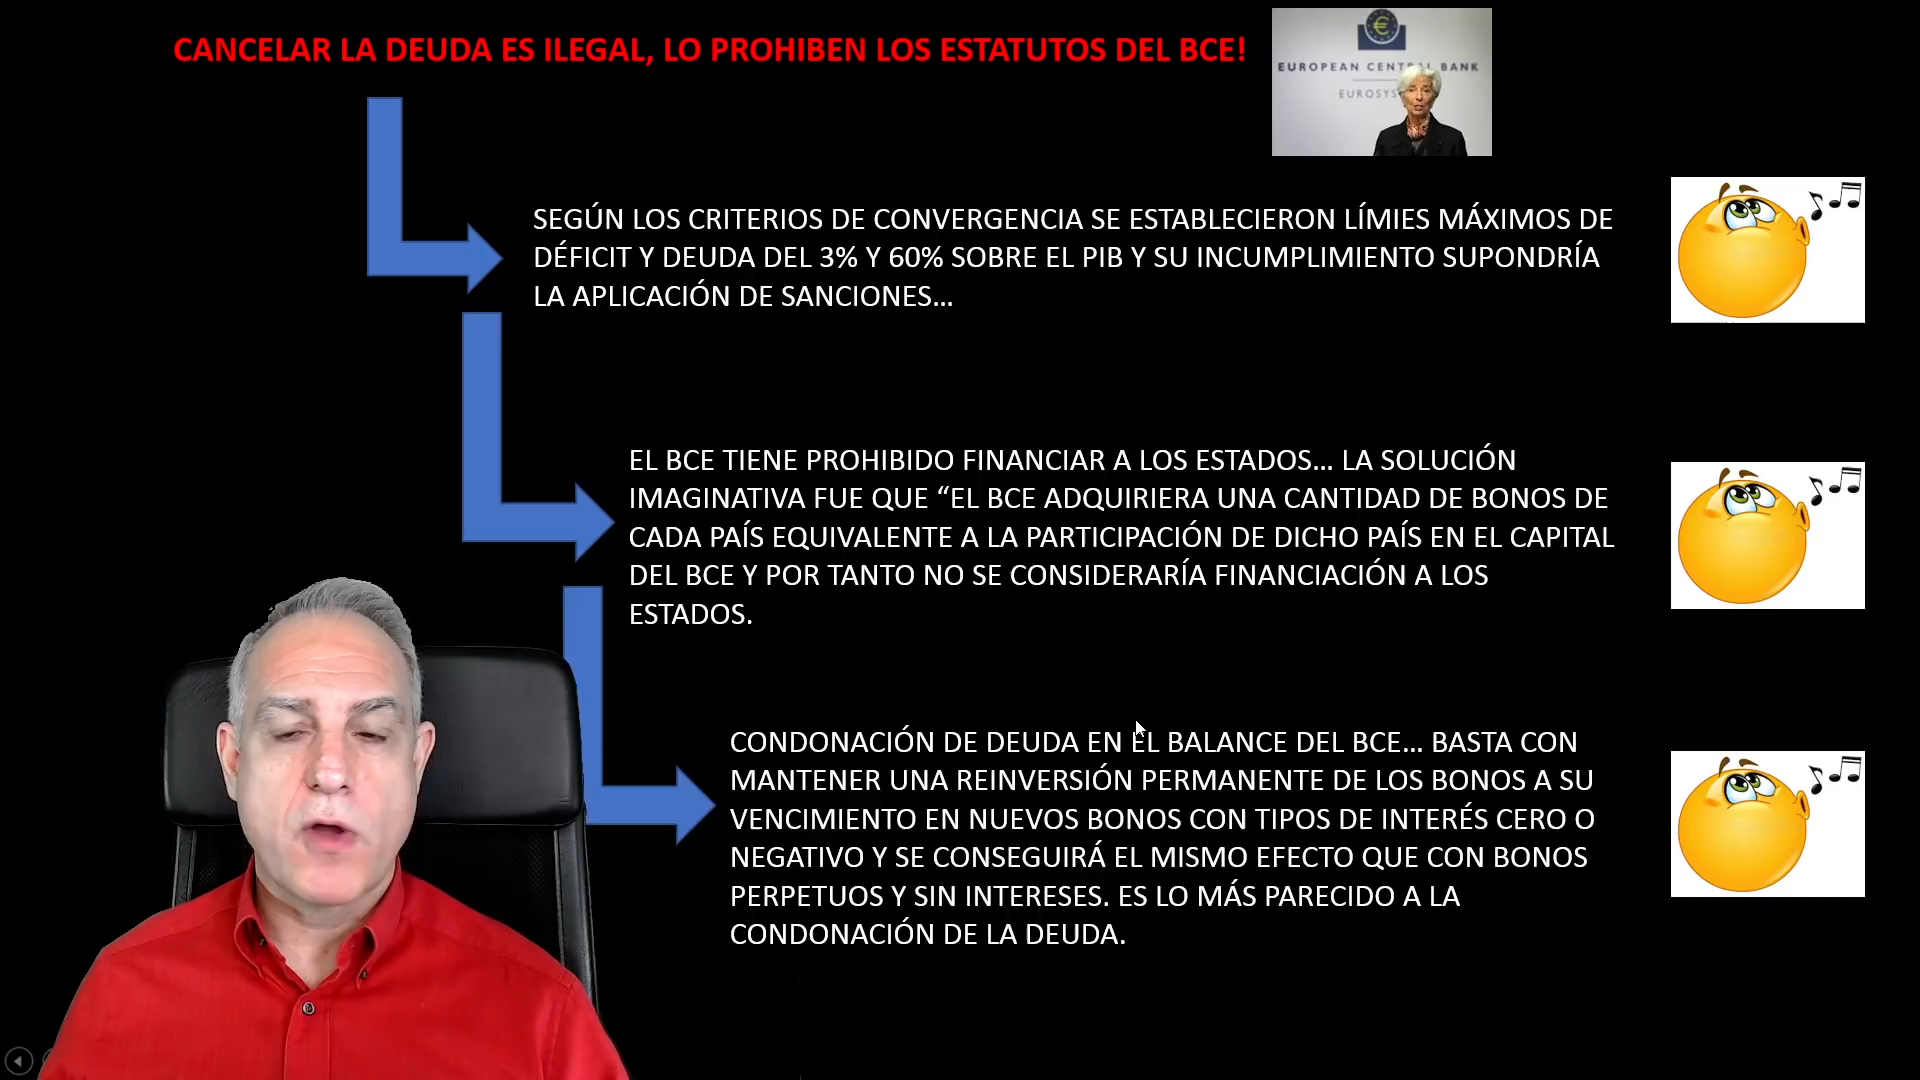 CANCELAR LA DEUDA ES ILEGAL, LO PROHIBEN LOS ESTATUTOS DEL BCE!
EUROPEAN CENTRAL BANK
EUROSYS
SEGÚN LOS CRITERIOS DE CONVERGENCIA SE ESTABLECIERON LÍMIES MÁXIMOS DE
DÉFICIT Y DEUDA DEL 3% Y 60% SOBRE EL PIB Y SU INCUMPLIMIENTO SUPONDRÍA
LA APLICACIÓN DE SANCIONES...
EL BCE TIENE PROHIBIDO FINANCIAR A LOS ESTADOS... LA SOLUCIÓN
IMAGINATIVA FUE QUE “EL BCE ADQUIRIERA UNA CANTIDAD DE BONOS DE
CADA PAÍS EQUIVALENTE A LA PARTICIPACIÓN DE DICHO PAÍS EN EL CAPITAL
DEL BCE Y POR TANTO NO SE CONSIDERARÍA FINANCIACIÓN A LOS
ESTADOS.
CONDONACIÓN DE DEUDA EN EL BALANCE DEL BCE... BASTA CON
MANTENER UNA REINVERSIÓN PERMANENTE DE LOS BONOS A SU
VENCIMIENTO EN NUEVOS BONOS CON TIPOS DE INTERÉS CERO O
NEGATIVO Y SE CONSEGUIRÁ EL MISMO EFECTO QUE CON BONOS
PERPETUOS Y SIN INTERESES. ES LO MÁS PARECIDO A LA
CONDONACIÓN DE LA DEUDA.